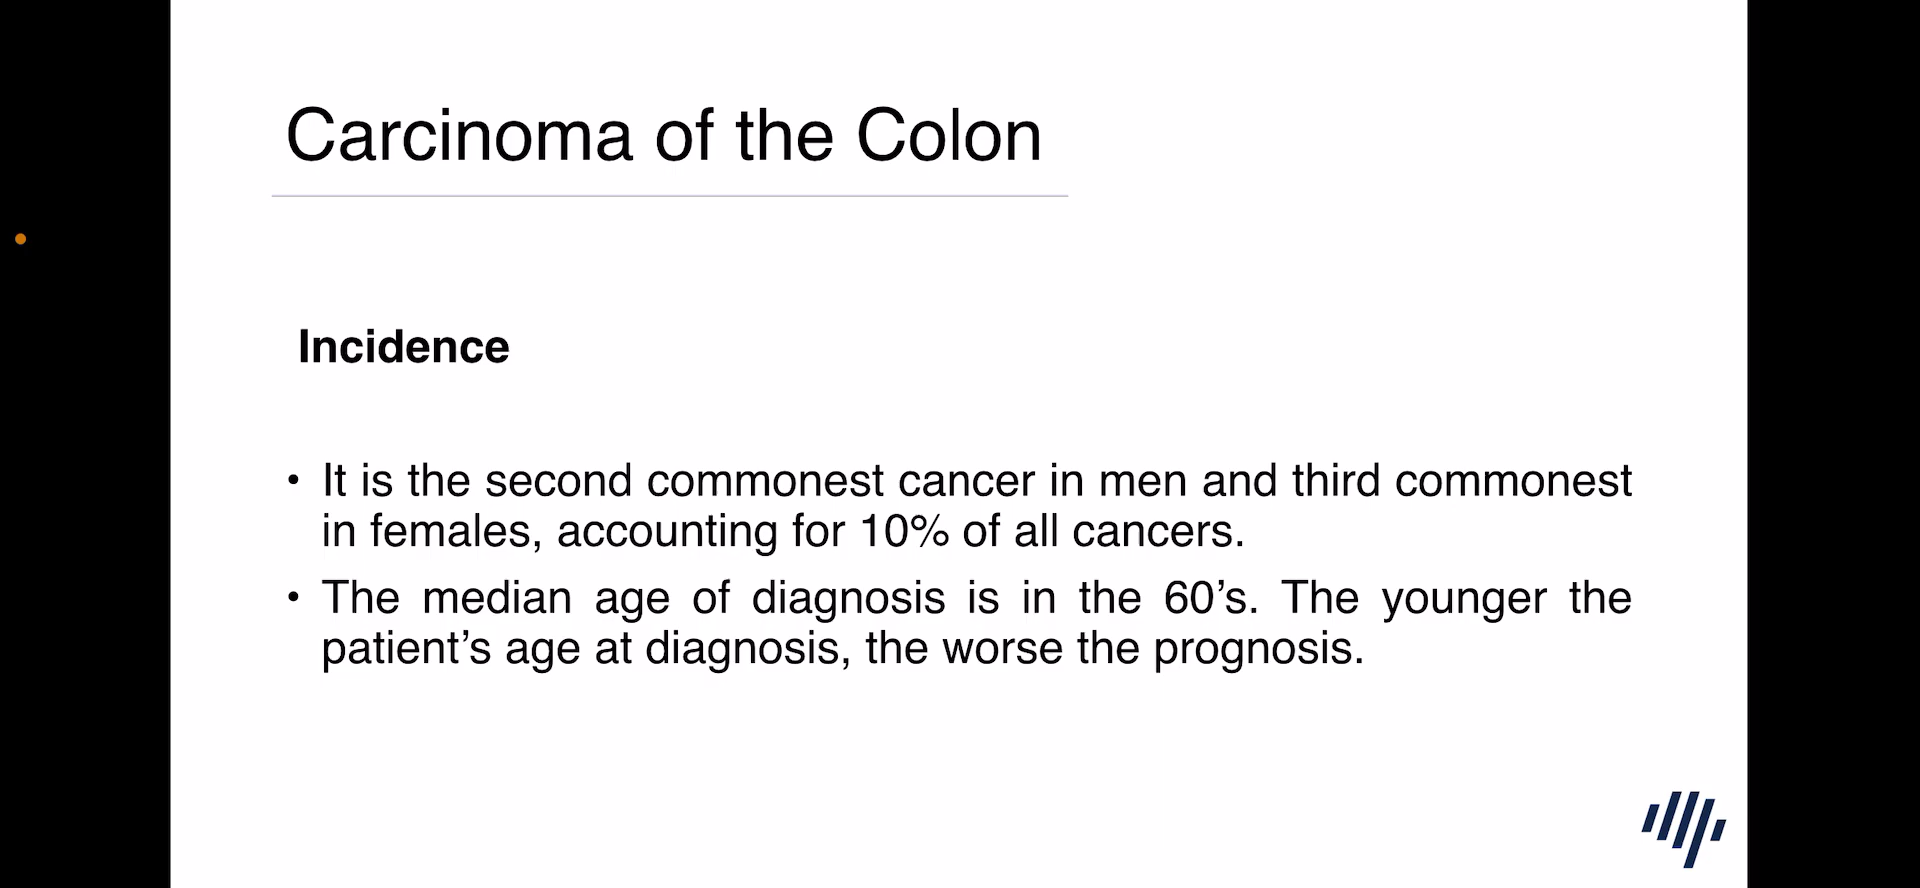 Carcinoma of the Colon
Incidence
• It is the second commonest cancer in men and third commonest
in females, accounting for 10% of all cancers.
• The median age of diagnosis is in the 60’s. The younger the
patient’s age at diagnosis, the worse the prognosis.